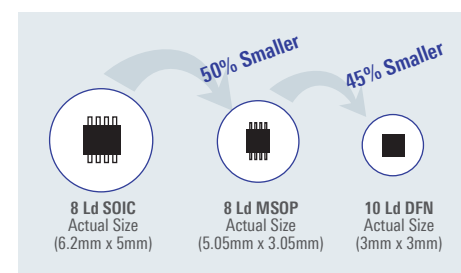 50% Smaller
45% Smaller
8 Ld SOIC
Actual Size
(6.2mm x 5mm)
8 Ld MSOP
Actual Size
(5.05mm x 3.05mm)
10 Ld DFN
Actual Size
(3mm x 3mm)